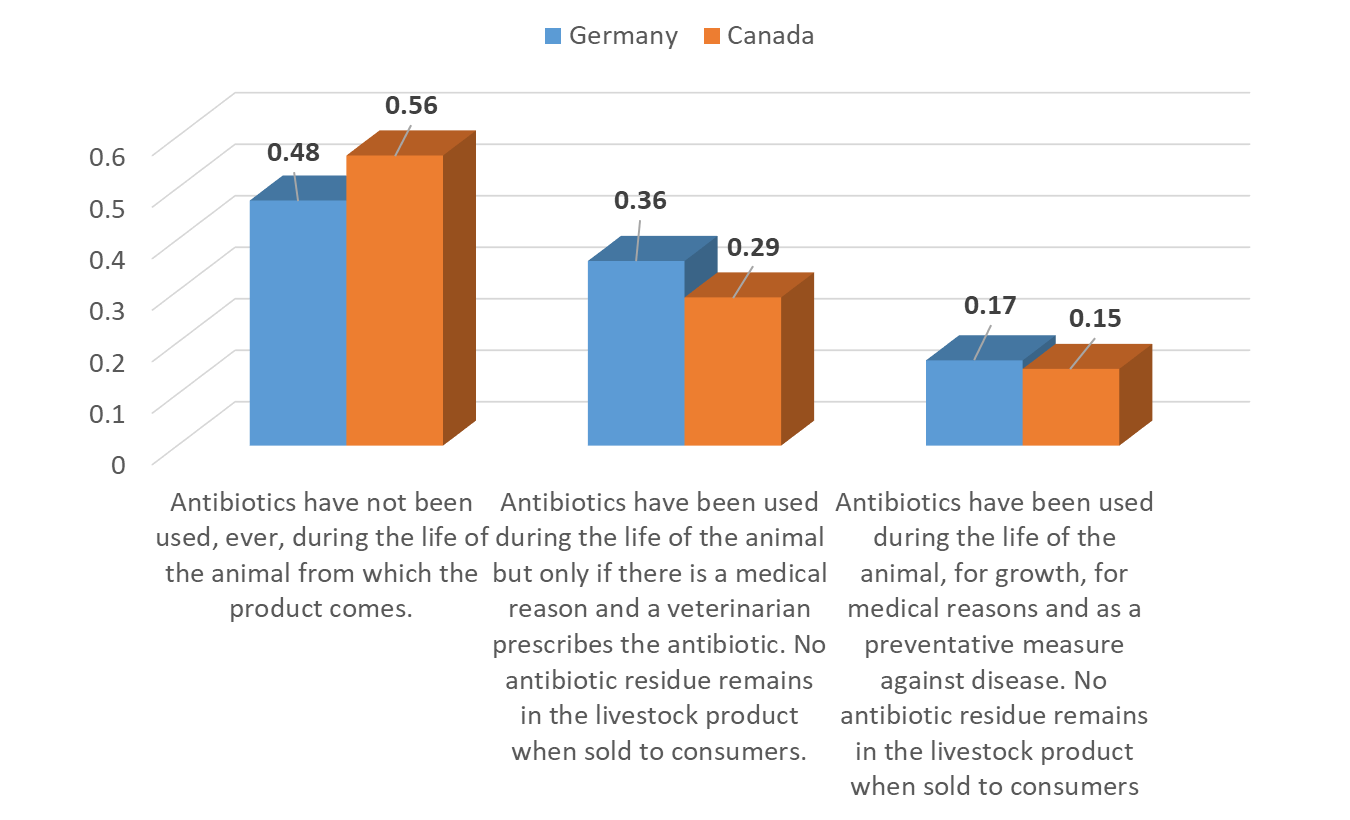 Germany Canada
0.56
0.48
0.36
0.29
0.17
0.15
0.6
0.5
0.4
0.3
0.2
0.1
0
Antibiotics have not been
used, ever, during the life of
the animal from which the
product comes.
Antibiotics have been used
during the life of the animal
but only if there is a medical
reason and a veterinarian
prescribes the antibiotic. No
antibiotic residue remains
in the livestock product
when sold to consumers.
Antibiotics have been used
during the life of the
animal, for growth, for
medical reasons and as a
preventative measure
against disease. No
antibiotic residue remains
in the livestock product
when sold to consumers